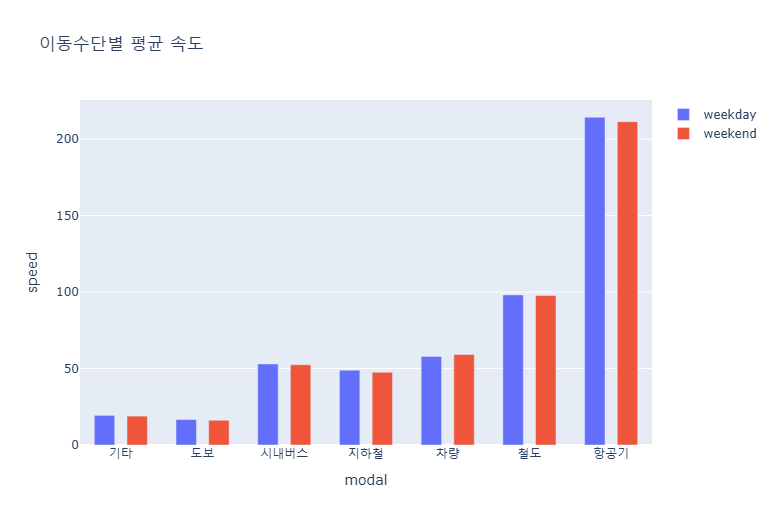 이동수단별 평균 속도
weekday
weekend
200
150
100
50
0
speed
기타
도보
시내버스
지하철
차량
철도
항공기
modal